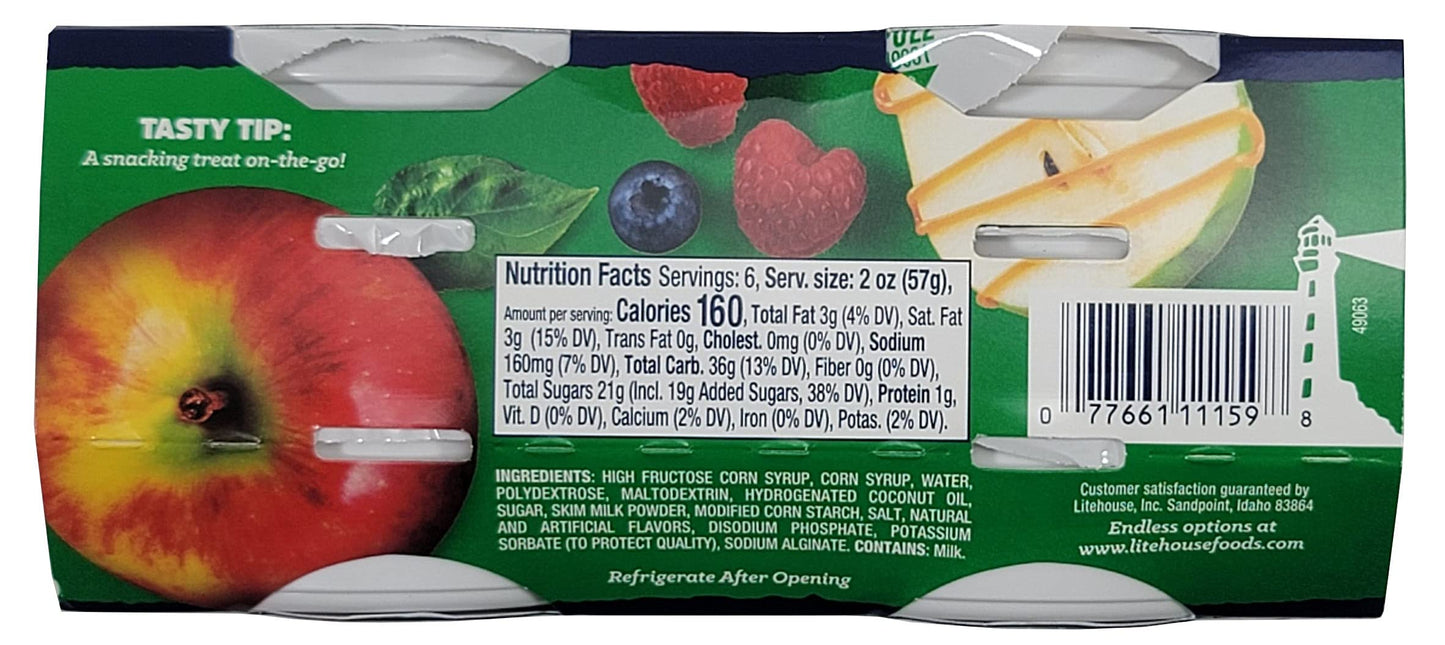 TASTY TIP:
A snacking treat on-the-go!
Nutrition Facts Servings: 6, Serv. size: 2 oz (57g),
Amount per serving: Calories 160, Total Fat 3g (4% DV), Sat. Fat
3g (15% DV), Trans Fat 0g, Cholest. 0mg (0% DV), Sodium
160mg (7% DV), Total Carb. 36g (13% DV), Fiber 0g (0% DV),
Total Sugars 21g (Incl. 19g Added Sugars, 38% DV), Protein 1g,
Vit. D (0% DV), Calcium (2% DV), Iron (0% DV), Potas. (2% DV).
INGREDIENTS: HIGH FRUCTOSE CORN SYRUP, CORN SYRUP, WATER,
POLYDEXTROSE, MALTODEXTRIN, HYDROGENATED COCONUT OIL,
SUGAR, SKIM MILK POWDER, MODIFIED CORN STARCH, SALT, NATURAL
AND ARTIFICIAL FLAVORS, DISODIUM PHOSPHATE, POTASSIUM
SORBATE (TO PROTECT QUALITY), SODIUM ALGINATE. CONTAINS: Milk.
Refrigerate After Opening
49063
0 77661 11159 8
Customer satisfaction guaranteed by
Litehouse, Inc. Sandpoint, Idaho 83864
Endless options at
www.litehousefoods.com